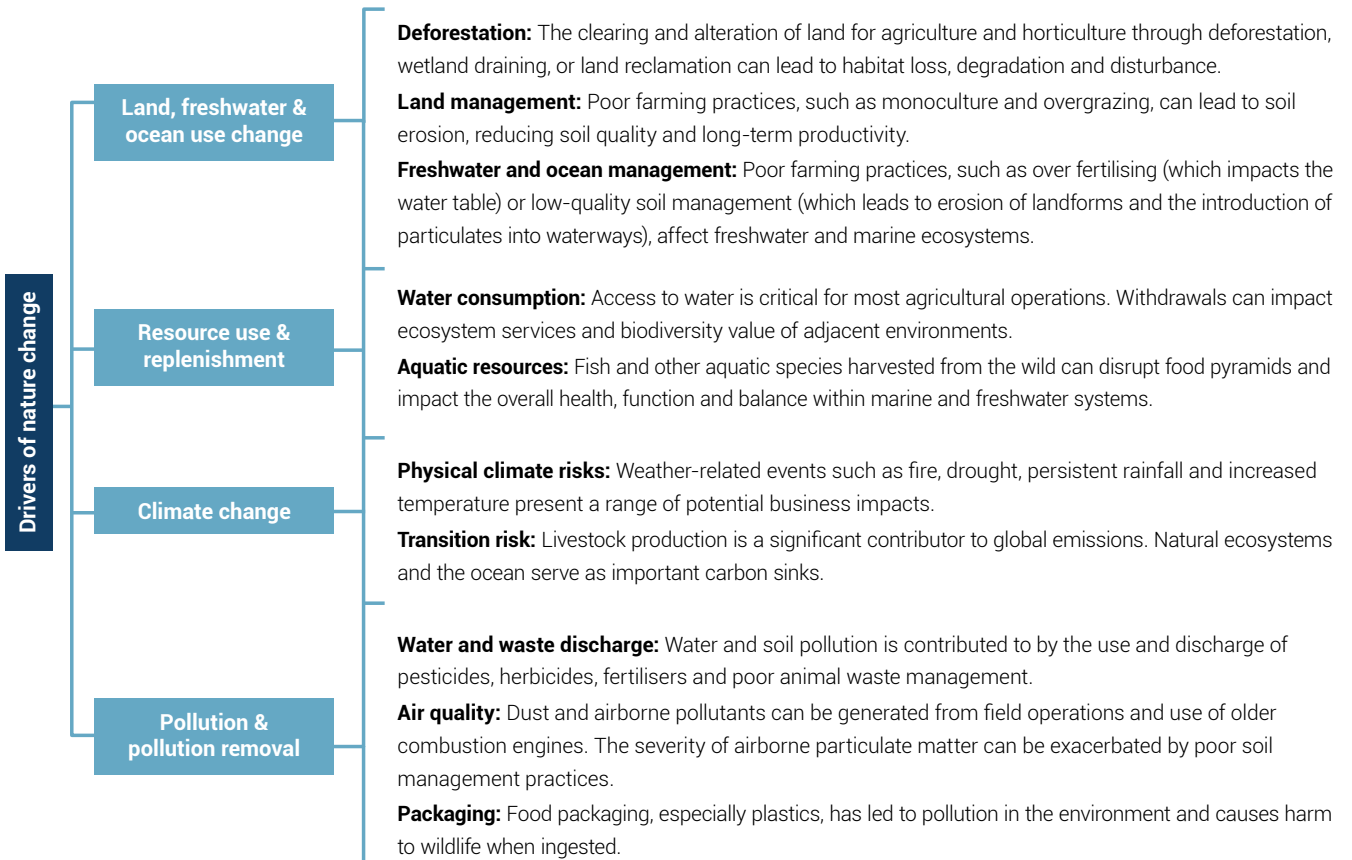 Drivers of nature change
Land, freshwater &
ocean use change
Deforestation: The clearing and alteration of land for agriculture and horticulture through deforestation,
wetland draining, or land reclamation can lead to habitat loss, degradation and disturbance.
Land management: Poor farming practices, such as monoculture and overgrazing, can lead to soil
erosion, reducing soil quality and long-term productivity.
Freshwater and ocean management: Poor farming practices, such as over fertilising (which impacts the
water table) or low-quality soil management (which leads to erosion of landforms and the introduction of
particulates into waterways), affect freshwater and marine ecosystems.
Resource use &
replenishment
Water consumption: Access to water is critical for most agricultural operations. Withdrawals can impact
ecosystem services and biodiversity value of adjacent environments.
Aquatic resources: Fish and other aquatic species harvested from the wild can disrupt food pyramids and
impact the overall health, function and balance within marine and freshwater systems.
Climate change
Physical climate risks: Weather-related events such as fire, drought, persistent rainfall and increased
temperature present a range of potential business impacts.
Transition risk: Livestock production is a significant contributor to global emissions. Natural ecosystems
and the ocean serve as important carbon sinks.
Pollution &
pollution removal
Water and waste discharge: Water and soil pollution is contributed to by the use and discharge of
pesticides, herbicides, fertilisers and poor animal waste management.
Air quality: Dust and airborne pollutants can be generated from field operations and use of older
combustion engines. The severity of airborne particulate matter can be exacerbated by poor soil
management practices.
Packaging: Food packaging, especially plastics, has led to pollution in the environment and causes harm
to wildlife when ingested.